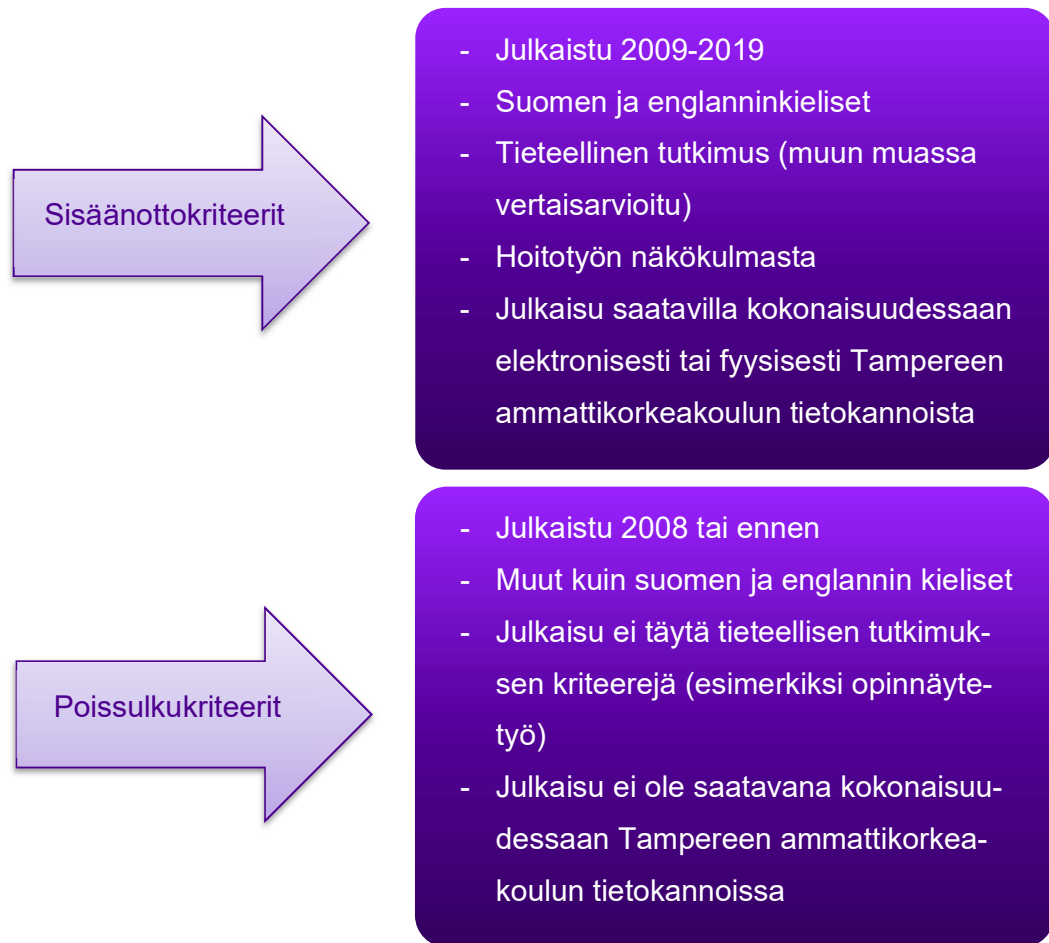 Sisäänottokriteerit
- Julkaistu 2009-2019
- Suomen ja englanninkieliset
- Tieteellinen tutkimus (muun muassa
vertaisarvioitu)
- Hoitotyön näkökulmasta
- Julkaisu saatavilla kokonaisuudessaan
elektronisesti tai fyysisesti Tampereen
ammattikorkeakoulun tietokannoista
Poissulkukriteerit
- Julkaistu 2008 tai ennen
- Muut kuin suomen ja englannin kieliset
- Julkaisu ei täytä tieteellisen tutkimuk-
sen kriteerejä (esimerkiksi opinnäyte-
työ)
- Julkaisu ei ole saatavana kokonaisuu-
dessaan Tampereen ammattikorkea-
koulun tietokannoissa